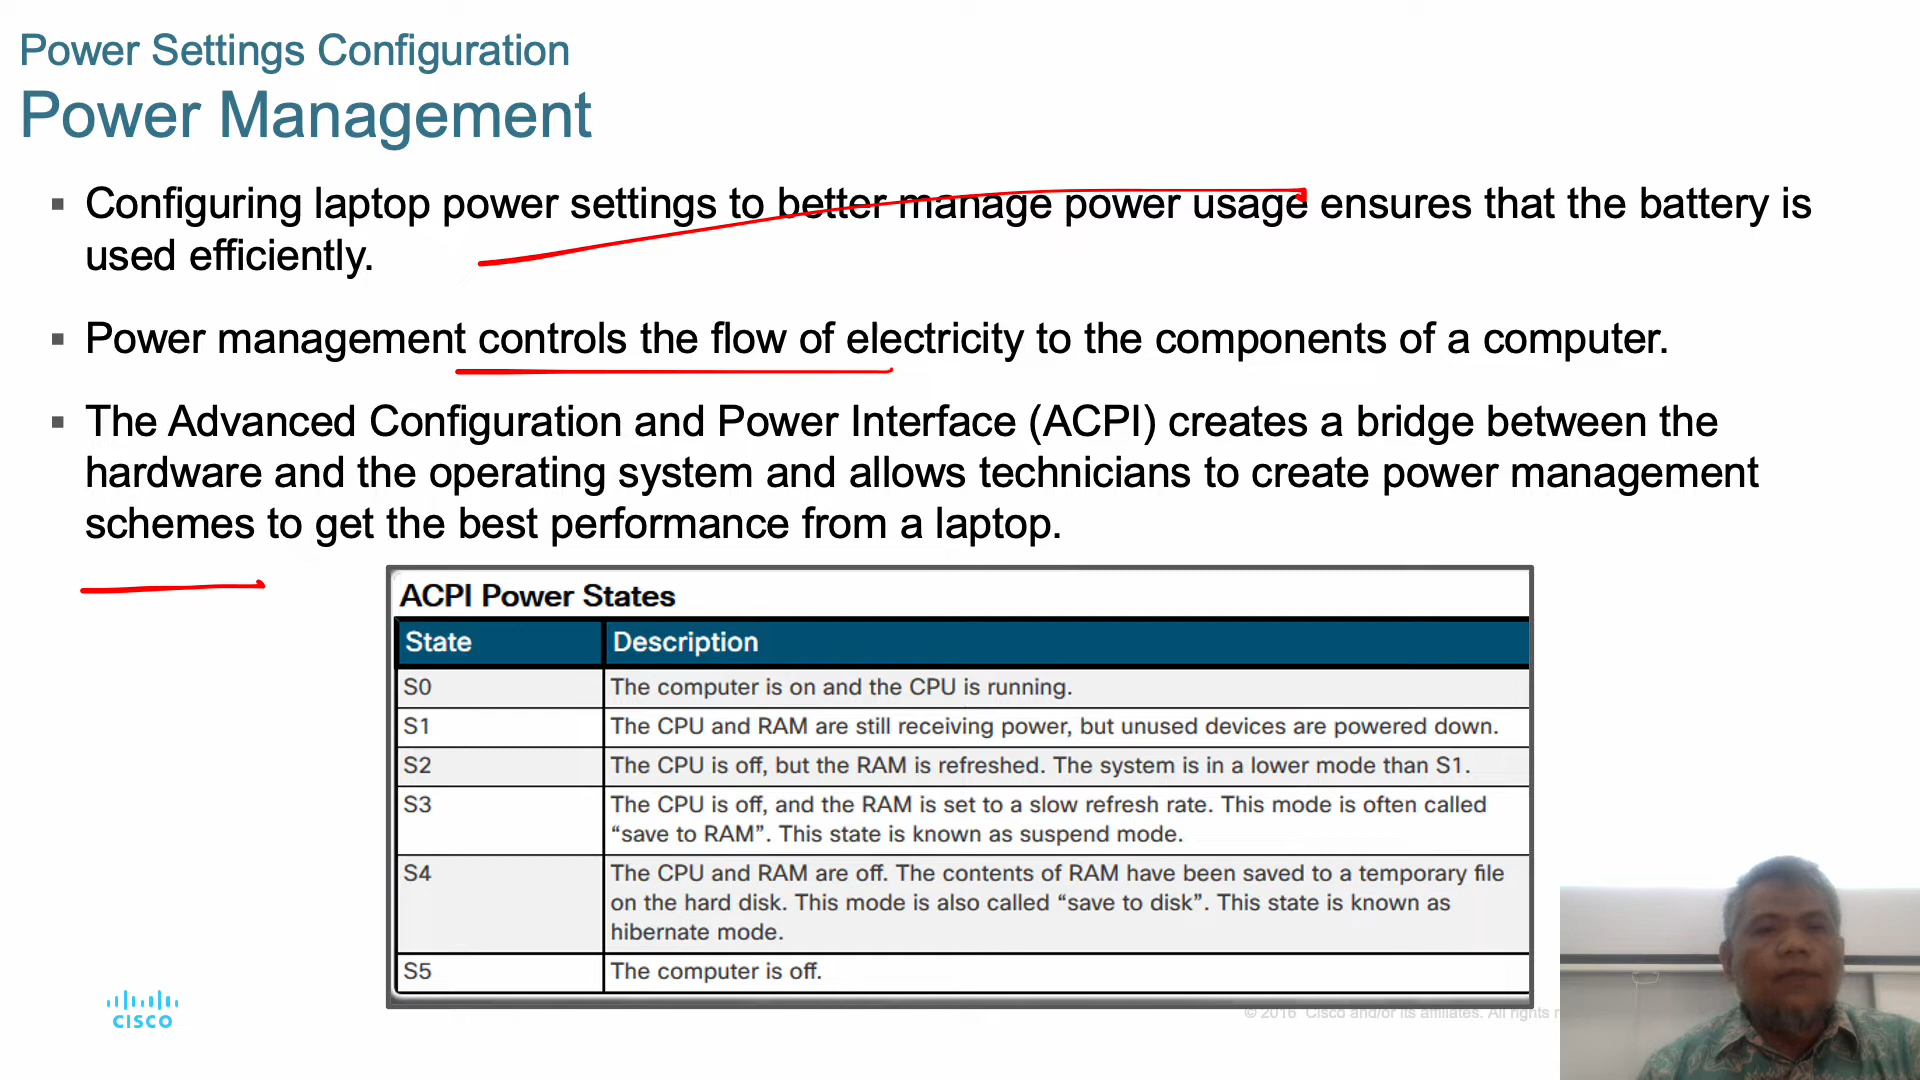 Power Settings Configuration
Power Management
▪ Configuring laptop power settings to better manage power usage ensures that the battery is
used efficiently.
▪ Power management controls the flow of electricity to the components of a computer.
▪ The Advanced Configuration and Power Interface (ACPI) creates a bridge between the
hardware and the operating system and allows technicians to create power management
schemes to get the best performance from a laptop.
ACPI Power States
State Description
S0 The computer is on and the CPU is running.
S1 The CPU and RAM are still receiving power, but unused devices are powered down.
S2 The CPU is off, but the RAM is refreshed. The system is in a lower mode than S1.
S3 The CPU is off, and the RAM is set to a slow refresh rate. This mode is often called
“save to RAM”. This state is known as suspend mode.
S4 The CPU and RAM are off. The contents of RAM have been saved to a temporary file
on the hard disk. This mode is also called “save to disk”. This state is known as
hibernate mode.
S5 The computer is off.
CISCO
© 2016 Cisco and/or its affiliates. All rights